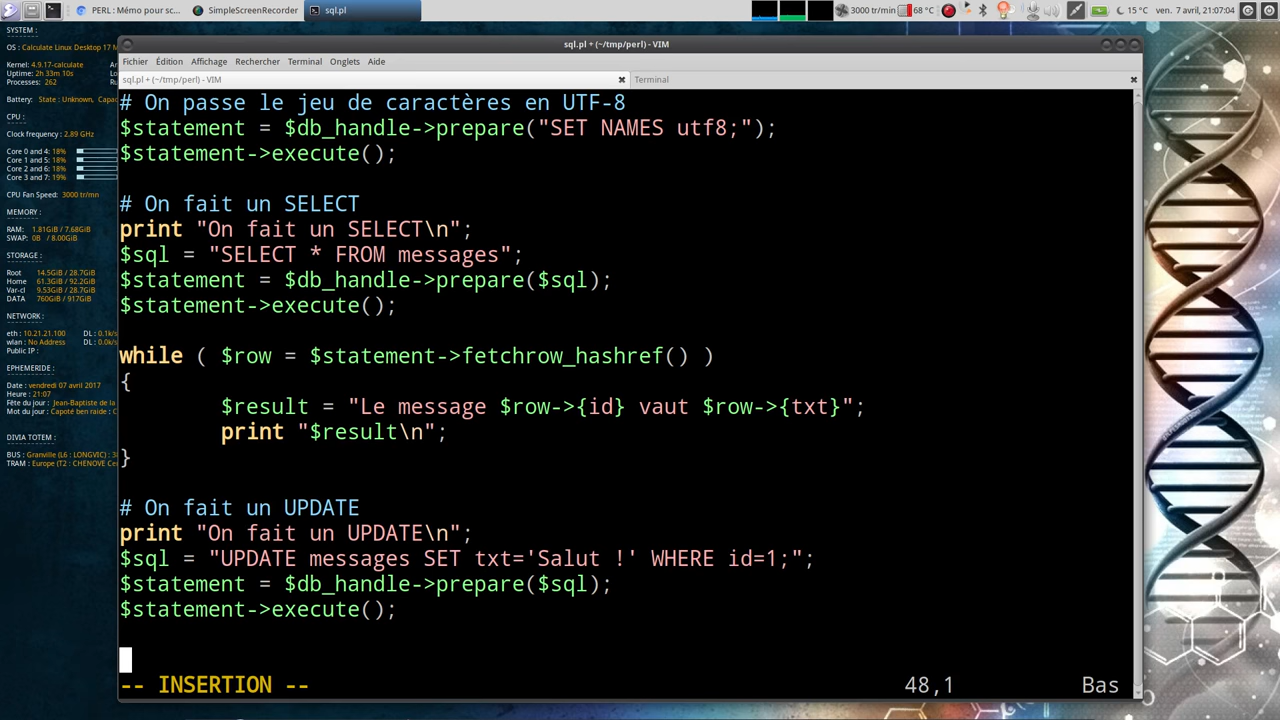 PERL : Mémo pour sc...
SimpleScreenRecorder
sql.pl
3000 tr/min
68 °C
15 °C
ven. 7 avril, 21:07:04
SYSTEM :
OS : Calculate Linux Desktop 17 M
Kernel: 4.9.17-calculate
Uptime: 2h 33m 10s
Processes: 262
Battery: State : Unknown, Capac
CPU :
Clock frequency : 2.89 GHz
Core 0 and 4: 18%
Core 1 and 5: 18%
Core 2 and 6: 18%
Core 3 and 7: 19%
CPU Fan Speed: 3000 tr/mn
MEMORY :
RAM: 1.81GiB / 7.68GiB
SWAP: 0B / 8.00GiB
STORAGE :
Root 14.5GiB / 28.7GiB
Home 61.3GiB / 92.2GiB
Var-cl 9.53GiB / 28.7GiB
DATA 760GiB / 917GiB
NETWORK :
eth : 10.21.21.100 DL : 0.1k/s
wlan : No Address DL : 0.0k/s
Public IP :
EPHEMERIDE :
Date : vendredi 07 avril 2017
Heure : 21:07
Fête du jour : Jean-Baptiste de la
Mot du jour : Capoté ben raide : C
DIVIA TOTEM :
BUS : Granville (L6 : LONGVIC) : 3
TRAM : Europe (T2 : CHENOVE Ce
sql.pl + (~/tmp/perl) - VIM
Fichier Édition Affichage Rechercher Terminal Onglets Aide
sql.pl + (~/tmp/perl) - VIM
Terminal
# On passe le jeu de caractères en UTF-8
$statement = $db_handle->prepare("SET NAMES utf8;");
$statement->execute();
# On fait un SELECT
print "On fait un SELECT\n";
$sql = "SELECT * FROM messages";
$statement = $db_handle->prepare($sql);
$statement->execute();
while ( $row = $statement->fetchrow_hashref() )
{
$result = "Le message $row->{id} vaut $row->{txt}";
print "$result\n";
}
# On fait un UPDATE
print "On fait un UPDATE\n";
$sql = "UPDATE messages SET txt='Salut !' WHERE id=1;";
$statement = $db_handle->prepare($sql);
$statement->execute();
-- INSERTION --
48,1
Bas